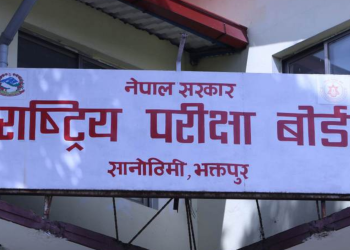 नेपाल सरकार
राष्ट्रिय परीक्षा बोर्ड
सानोठिमी, भक्तपुर